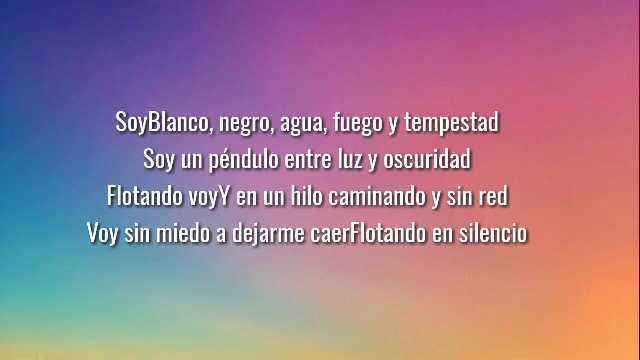 SoyBlanco, negro, agua, fuego y tempestad
Soy un péndulo entre luz y oscuridad
Flotando voyY en un hilo caminando y sin red
Voy sin miedo a dejarme caerFlotando en silencio